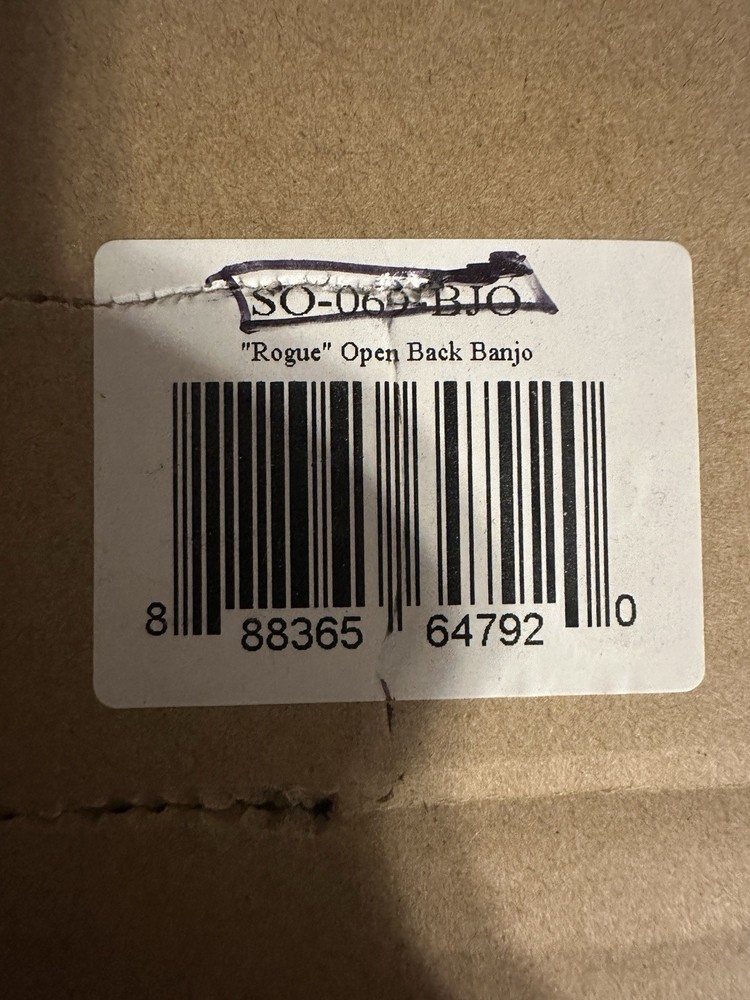 SO-069-BJO
"Rogue" Open Back Banjo
8 88365 64792 0